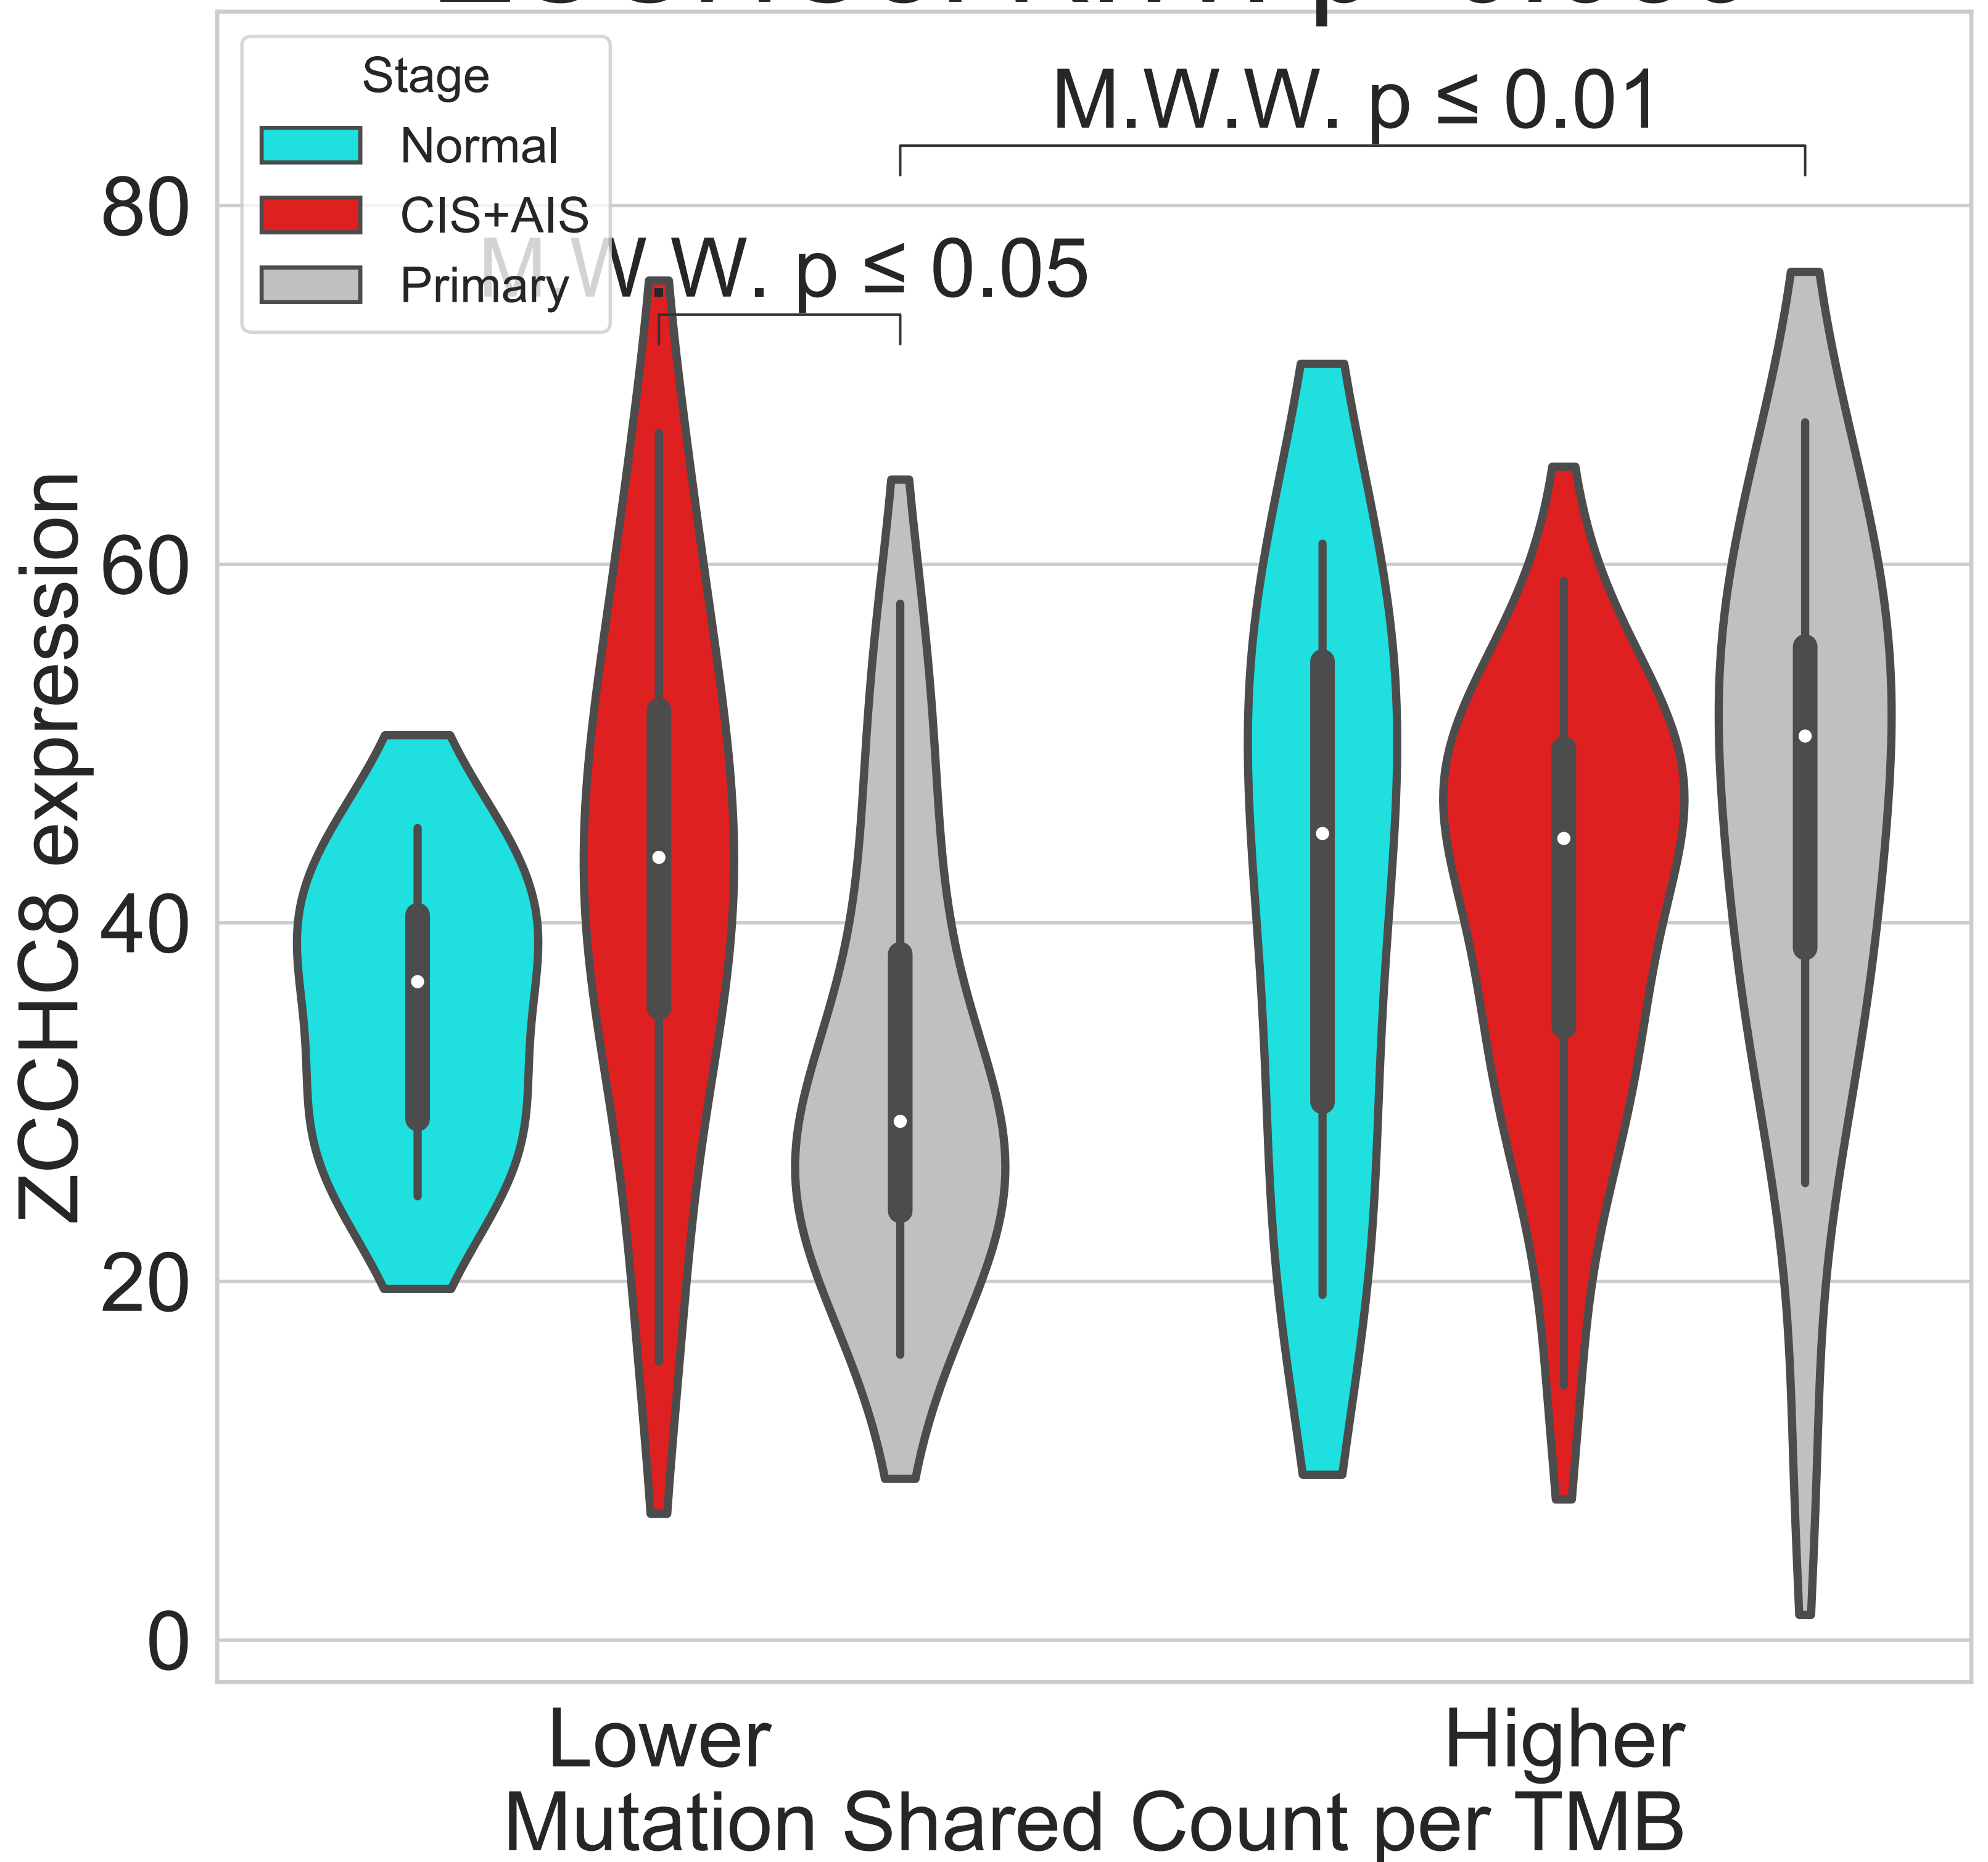 Stage
Normal
CIS+AIS
Primary
M.W.W. p ≤ 0.01
M.W.W. p ≤ 0.05
80
60
40
20
0
ZCCHC8 expression
Lower
Higher
Mutation Shared Count per TMB